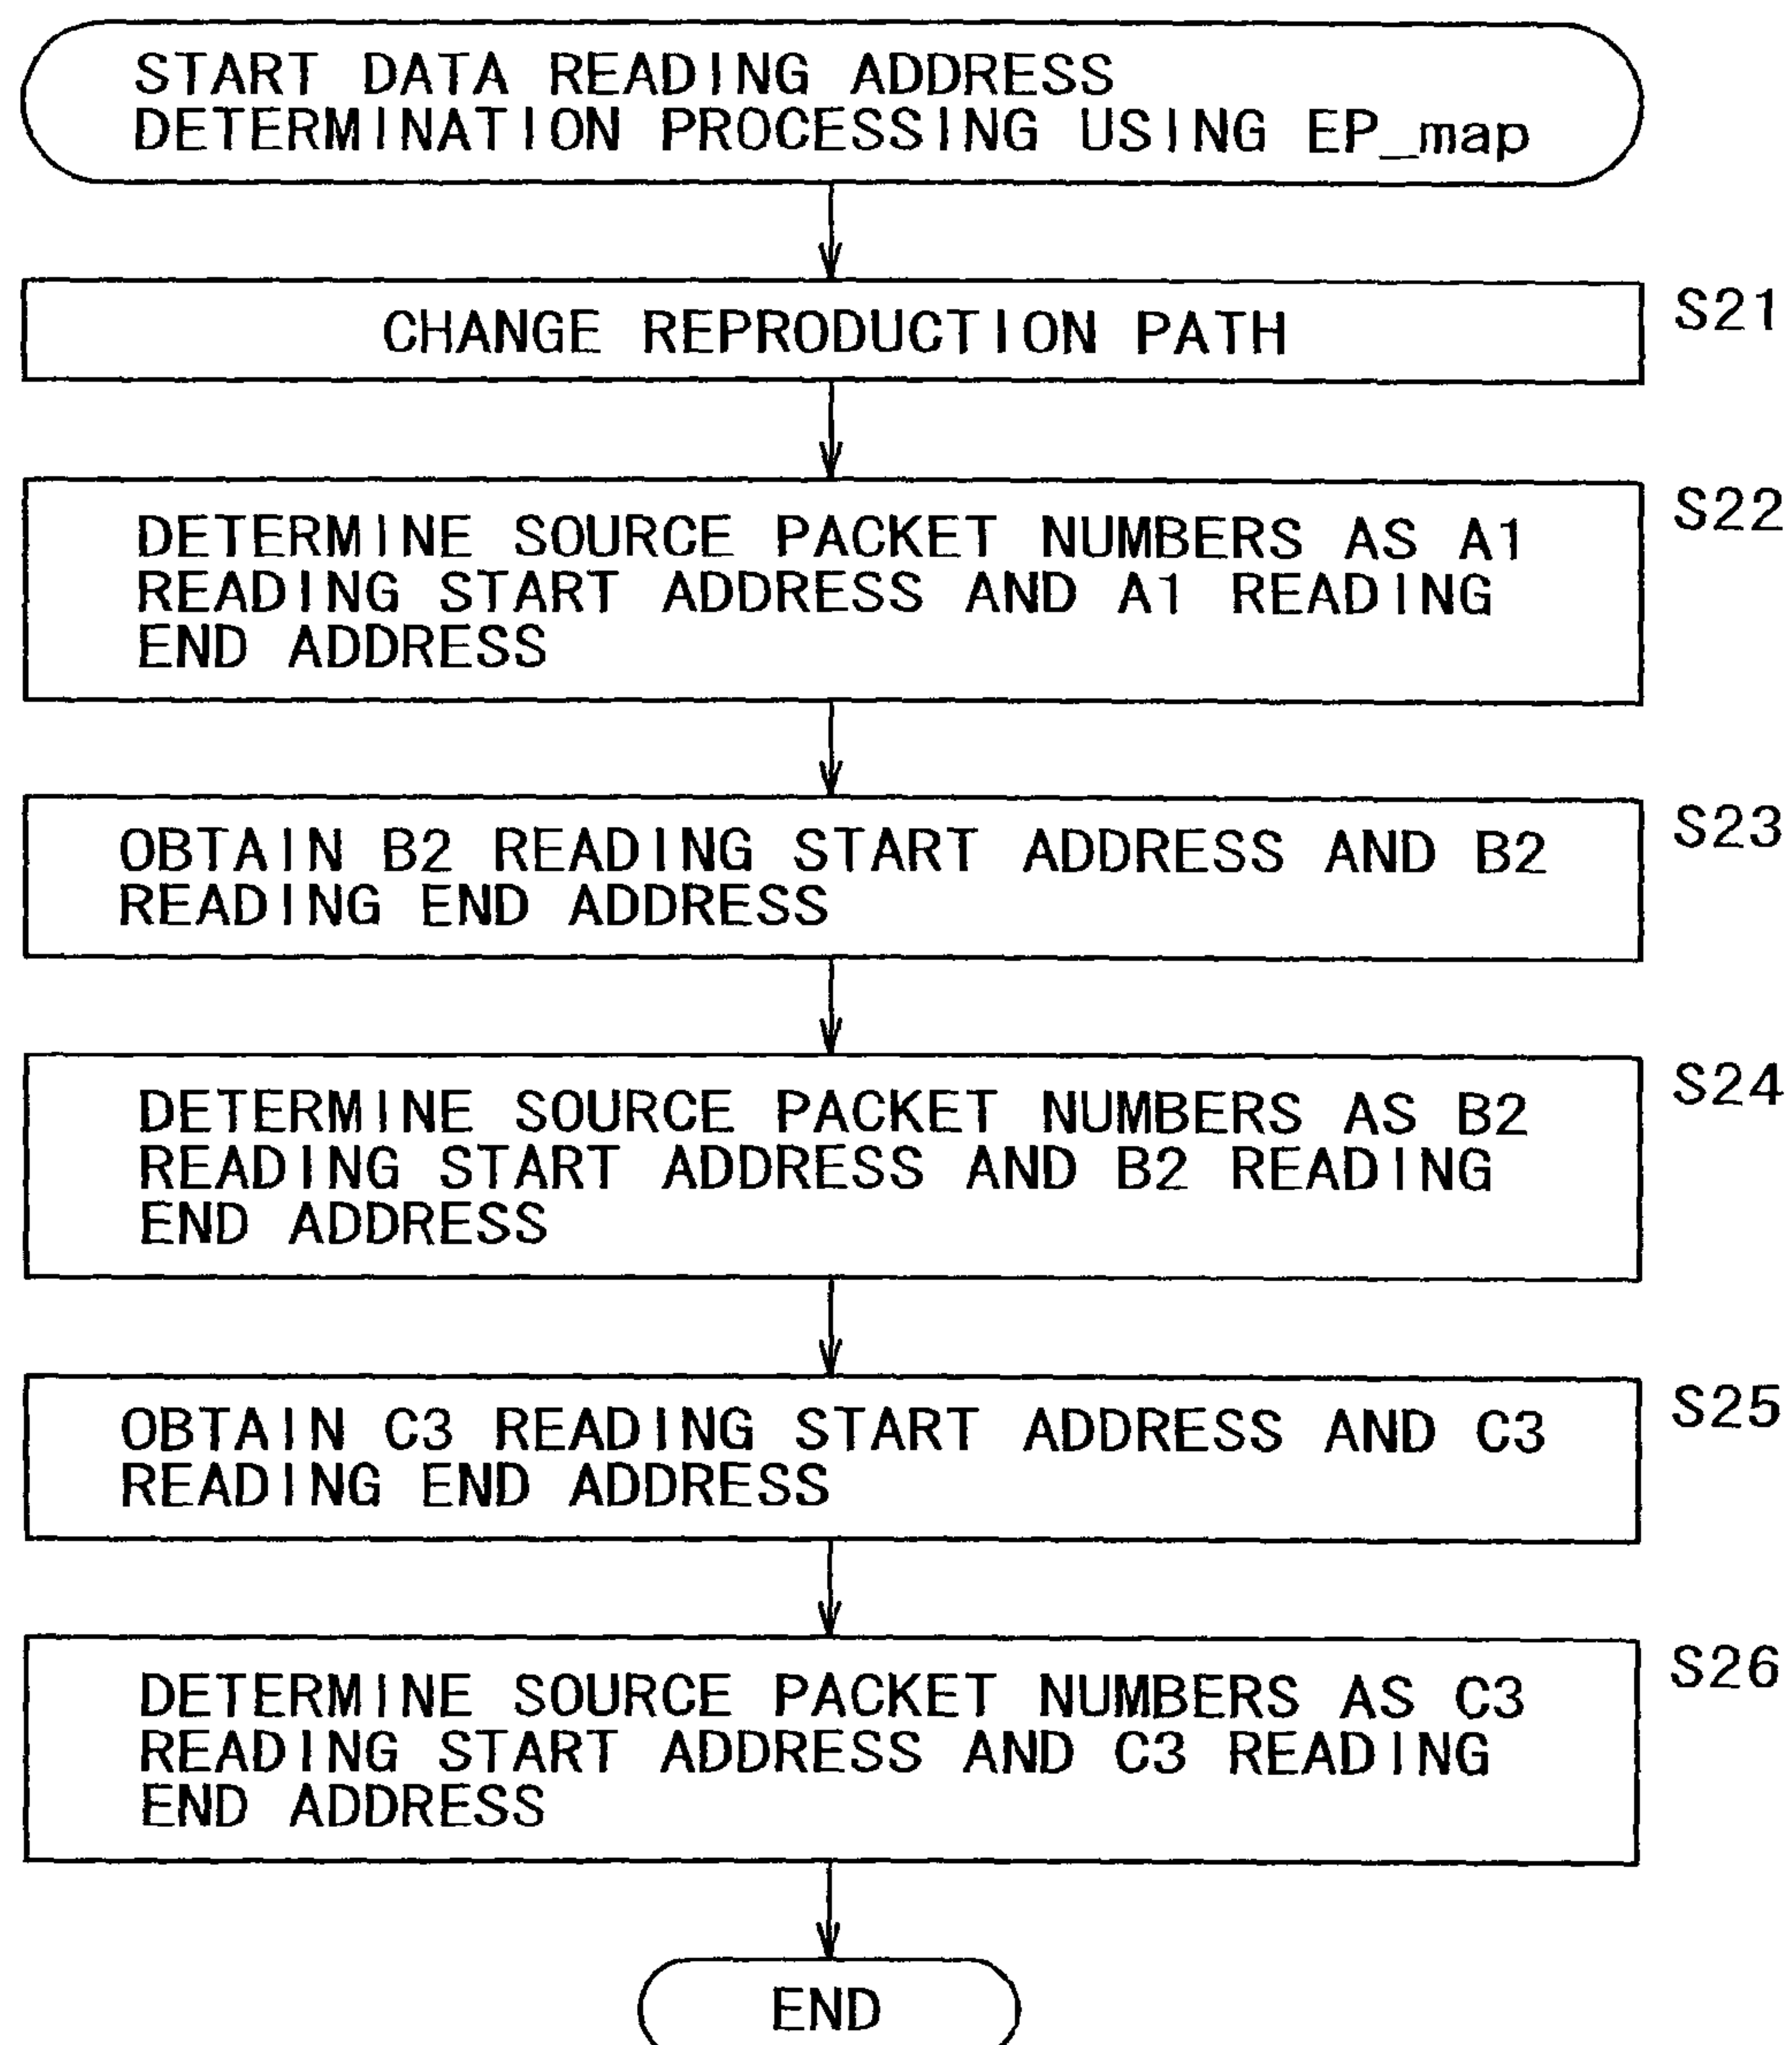 START DATA READING ADDRESS
DETERMINATION PROCESSING USING EP_map
CHANGE REPRODUCTION PATH
S21
DETERMINE SOURCE PACKET NUMBERS AS A1
READING START ADDRESS AND A1 READING
END ADDRESS
S22
OBTAIN B2 READING START ADDRESS AND B2
READING END ADDRESS
S23
DETERMINE SOURCE PACKET NUMBERS AS B2
READING START ADDRESS AND B2 READING
END ADDRESS
S24
OBTAIN C3 READING START ADDRESS AND C3
READING END ADDRESS
S25
DETERMINE SOURCE PACKET NUMBERS AS C3
READING START ADDRESS AND C3 READING
END ADDRESS
S26
END